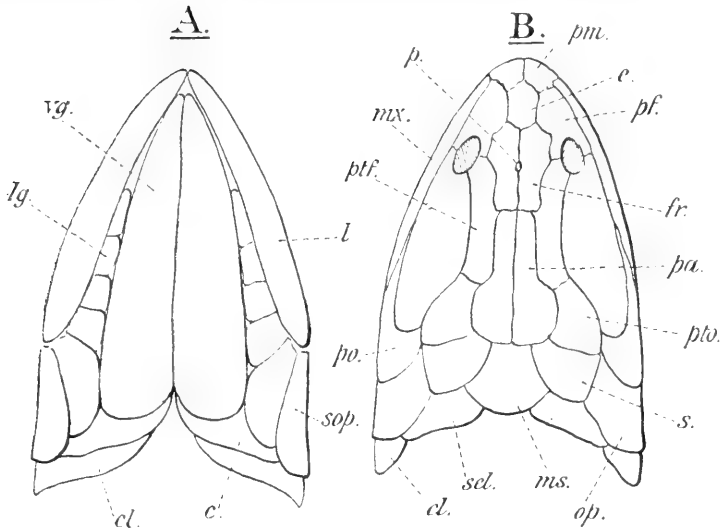 A.
vg.
lg.
l
sop.
cl.
c.
B.
pm.
p.
e.
mx.
pf.
ptf.
fr.
pa.
po.
pto.
s.
cl.
scl.
ms.
op.